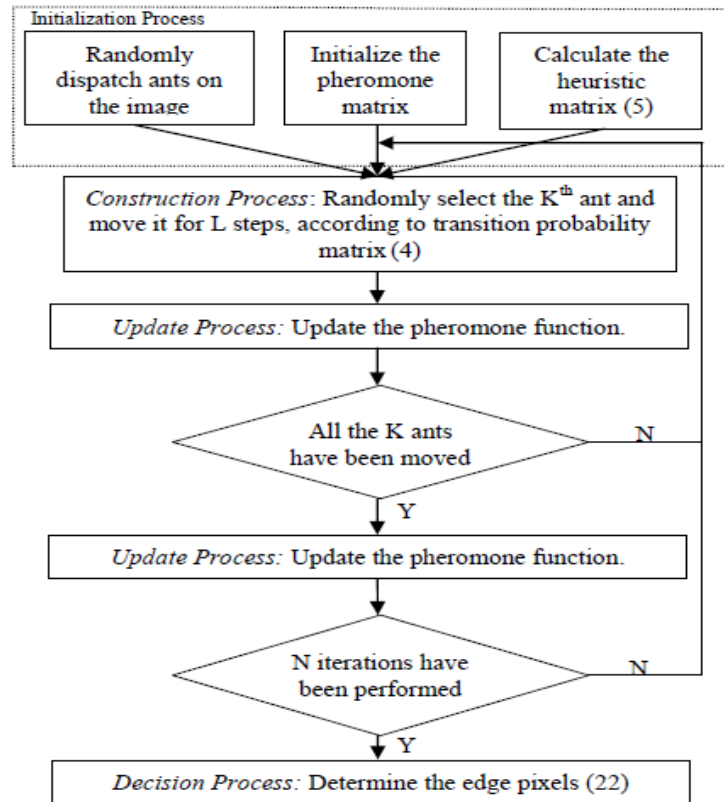 Initialization Process
Randomly
dispatch ants on
the image
Initialize the
pheromone
matrix
Calculate the
heuristic
matrix (5)
Construction Process: Randomly select the Kth ant and
move it for L steps, according to transition probability
matrix (4)
Update Process: Update the pheromone function.
All the K ants
have been moved
N
Y
Update Process: Update the pheromone function.
N iterations have
been performed
N
Y
Decision Process: Determine the edge pixels (22)